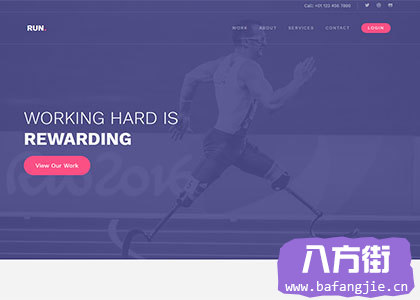 Call: +01 123 456 7890
RUN.
WORK ABOUT SERVICES CONTACT LOGIN
WORKING HARD IS
REWARDING
View Our Work
Rio2016
八方街
www.bafangjie.cn